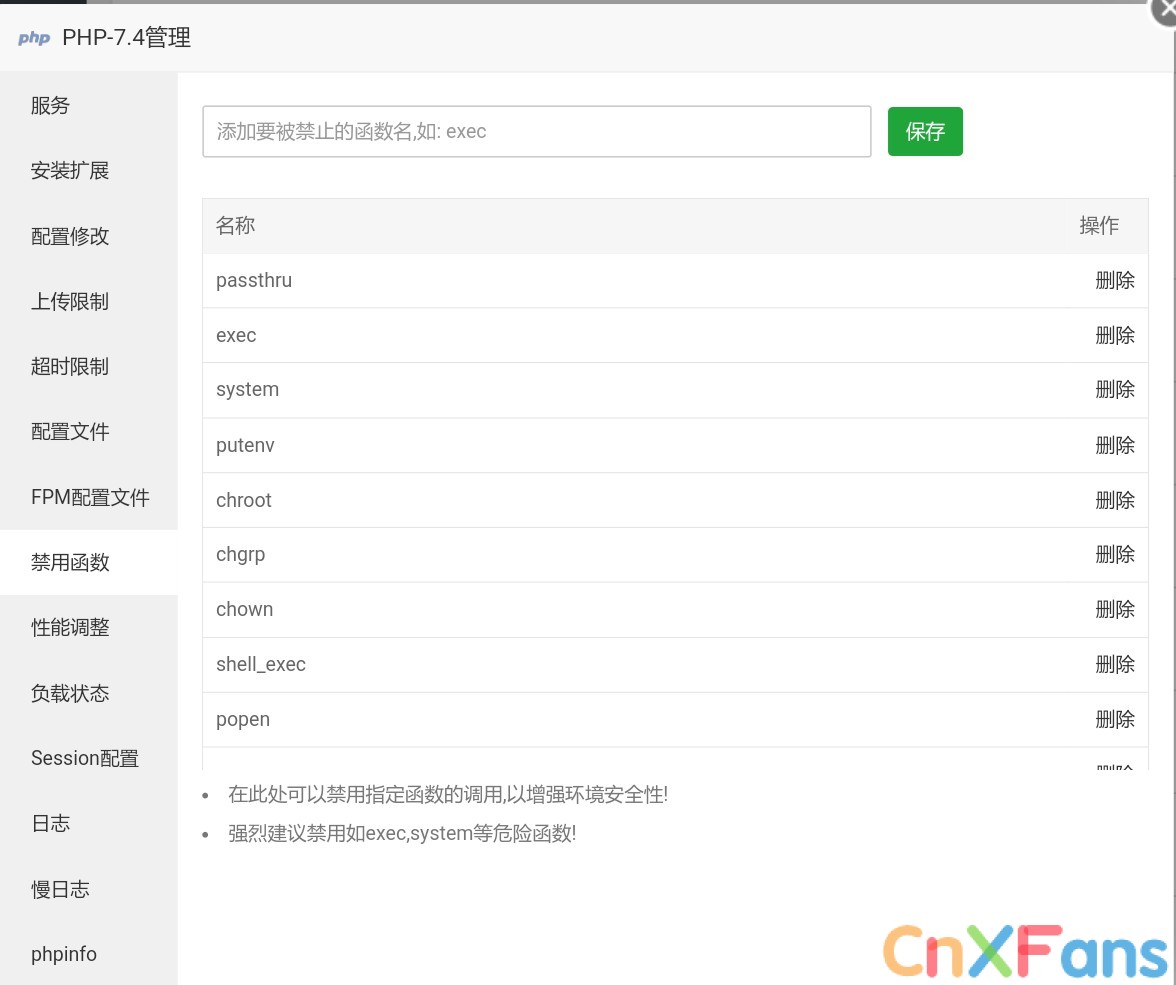 php PHP-7.4管理
服务
安装扩展
配置修改
上传限制
超时限制
配置文件
FPM配置文件
禁用函数
性能调整
负载状态
Session配置
日志
慢日志
phpinfo
添加要被禁止的函数名,如: exec 保存
名称 操作
passthru 删除
exec 删除
system 删除
putenv 删除
chroot 删除
chgrp 删除
chown 删除
shell_exec 删除
popen 删除
在此处可以禁用指定函数的调用,以增强环境安全性!
强烈建议禁用如exec,system等危险函数!
CnXFans